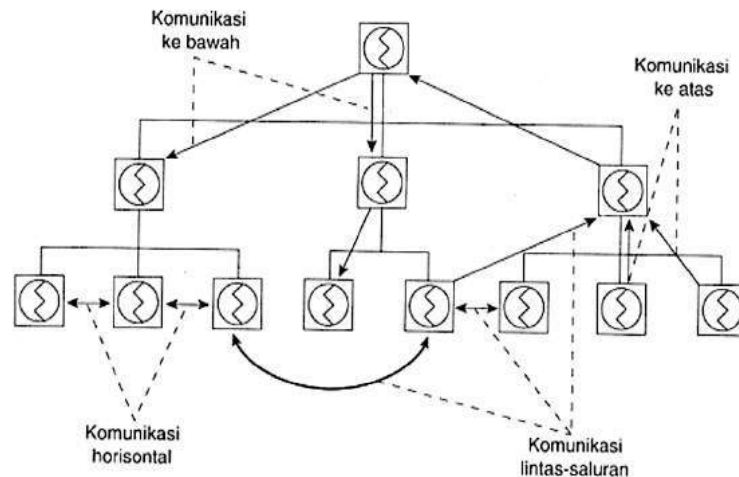 Komunikasi
ke bawah
Komunikasi
ke atas
Komunikasi
horisontal
Komunikasi
lintas-saluran